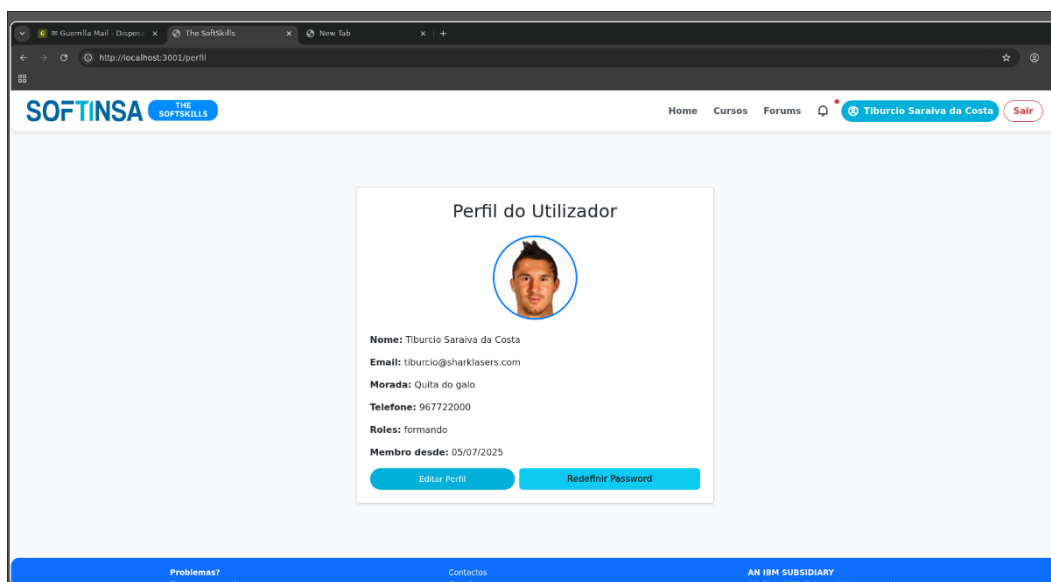 Guerrilla Mail - Dispos
The SoftSkills
New Tab
http://localhost:3001/perfil
SOFTINSA
THE
SOFTSKILLS
Home Cursos Forums Tiburcio Saraiva da Costa Sair
Perfil do Utilizador
Nome: Tiburcio Saraiva da Costa
Email: tiburcio@sharklasers.com
Morada: Quita do galo
Telefone: 967722000
Roles: formando
Membro desde: 05/07/2025
Editar Perfil
Redefinir Password
Problemas?
Contactos
AN IBM SUBSIDIARY